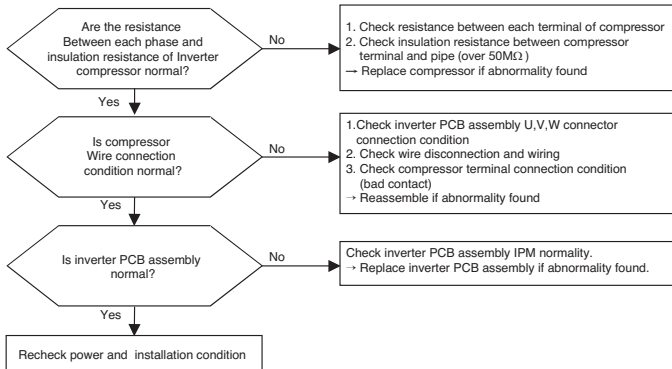 Are the resistance
Between each phase and
insulation resistance of Inverter
compressor normal?
No
1. Check resistance between each terminal of compressor
2. Check insulation resistance between compressor
terminal and pipe (over 50MΩ)
→ Replace compressor if abnormality found
Yes
Is compressor
Wire connection
condition normal?
No
1.Check inverter PCB assembly U,V,W connector
connection condition
2. Check wire disconnection and wiring
3. Check compressor terminal connection condition
(bad contact)
→ Reassemble if abnormality found
Yes
Is inverter PCB assembly
normal?
No
Check inverter PCB assembly IPM normality.
→ Replace inverter PCB assembly if abnormality found.
Yes
Recheck power and installation condition